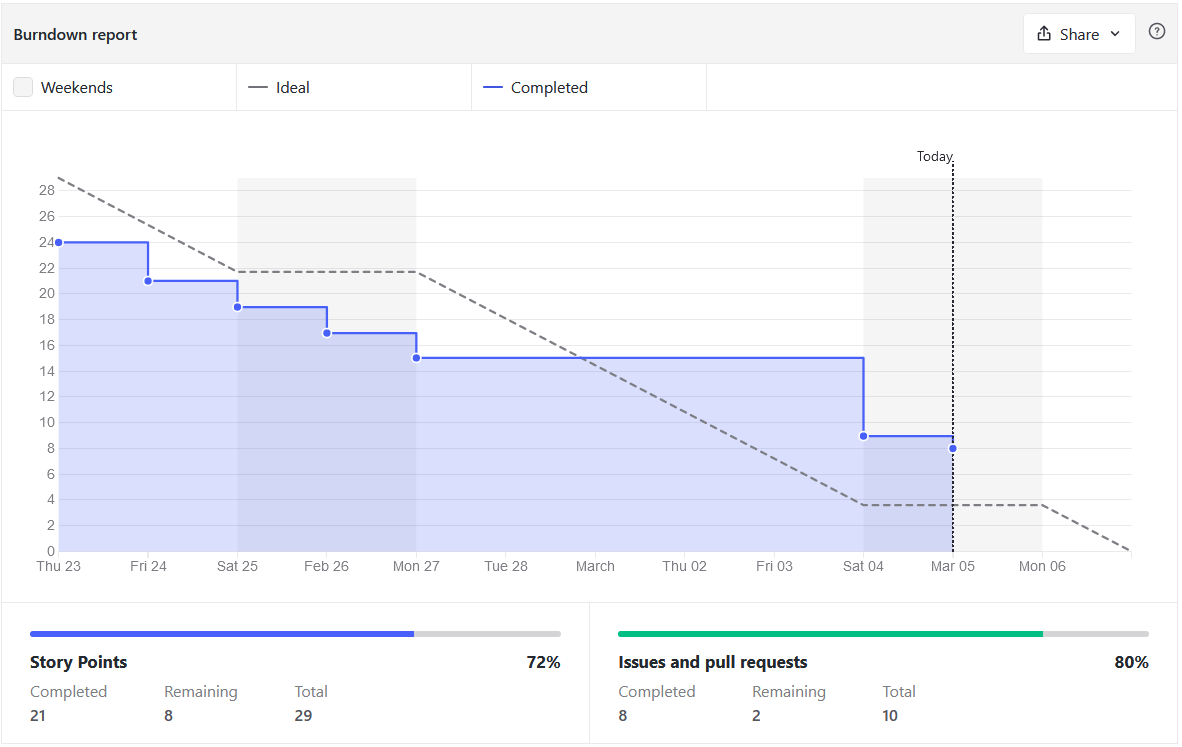 Burndown report
Share
?
Weekends
Ideal
Completed
Today
28
26
24
22
20
18
16
14
12
10
8
6
4
2
0
Thu 23 Fri 24 Sat 25 Feb 26 Mon 27 Tue 28 March Thu 02 Fri 03 Sat 04 Mar 05 Mon 06
Story Points 72%
Completed Remaining Total
21 8 29
Issues and pull requests 80%
Completed Remaining Total
8 2 10